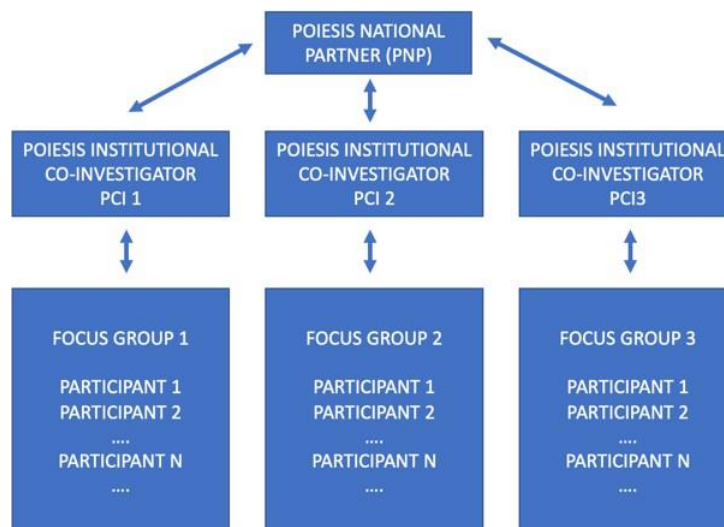 POIESIS NATIONAL
PARTNER (PNP)
POIESIS INSTITUTIONAL
CO-INVESTIGATOR
PCI 1
POIESIS INSTITUTIONAL
CO-INVESTIGATOR
PCI 2
POIESIS INSTITUTIONAL
CO-INVESTIGATOR
PCI3
FOCUS GROUP 1
PARTICIPANT 1
PARTICIPANT 2
....
PARTICIPANT N
....
FOCUS GROUP 2
PARTICIPANT 1
PARTICIPANT 2
....
PARTICIPANT N
....
FOCUS GROUP 3
PARTICIPANT 1
PARTICIPANT 2
....
PARTICIPANT N
....